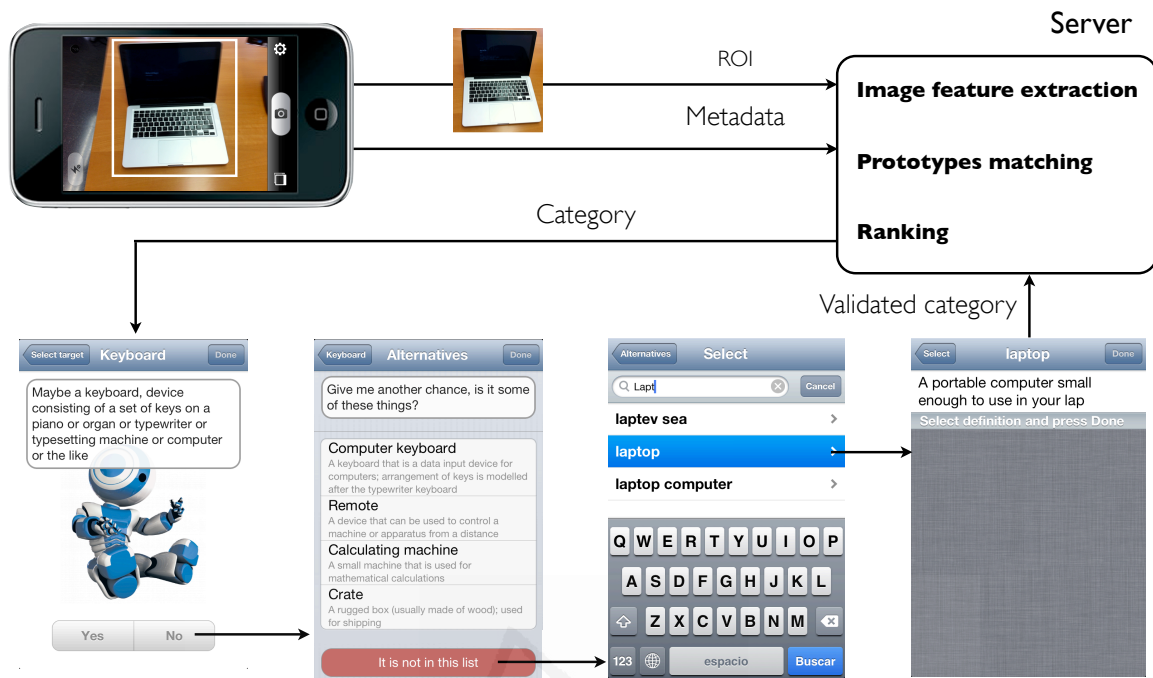 Server
ROI
Metadata
Image feature extraction
Prototypes matching
Ranking
Category
Validated category
Select target
Keyboard
Done
Maybe a keyboard, device
consisting of a set of keys on a
piano or organ or typewriter or
typesetting machine or computer
or the like
Yes
No
Keyboard
Alternatives
Done
Give me another chance, is it some
of these things?
Computer keyboard
A keyboard that is a data input device for
computers; arrangement of keys is modelled
after the typewriter keyboard
Remote
A device that can be used to control a
machine or apparatus from a distance
Calculating machine
A small machine that is used for
mathematical calculations
Crate
A rugged box (usually made of wood); used
for shipping
It is not in this list
Alternatives
Select
Lapt
Cancel
laptev sea
laptop
laptop computer
Q W E R T Y U I O P
A S D F G H J K L
Z X C V B N M
123
espacio
Buscar
Select
laptop
Done
A portable computer small
enough to use in your lap
Select definition and press Done